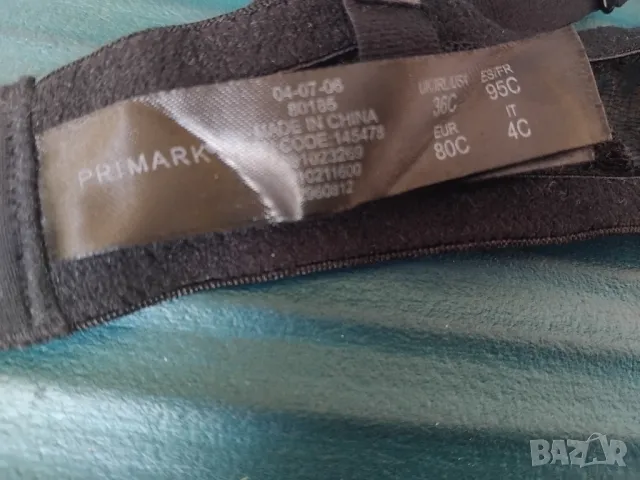 PRIMARK
04-07-06
80185
MADE IN CHINA
CODE: 145478
UK/IRL/USA
36C
EUR
80C
ES/FR
95C
IT
4C
BAZAR